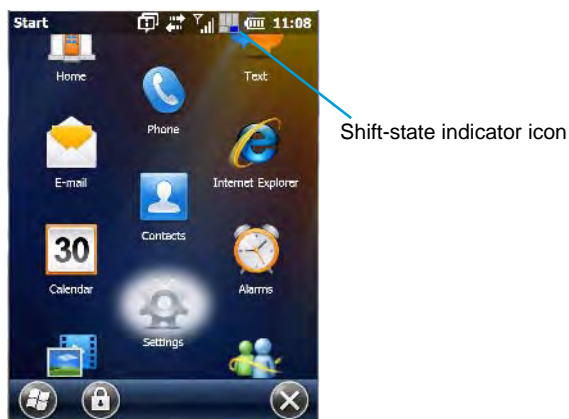 Start 11:08
Home
Text
Phone
E-mail
Internet Explorer
Contacts
30
Calendar
Alarms
Settings
Shift-state indicator icon